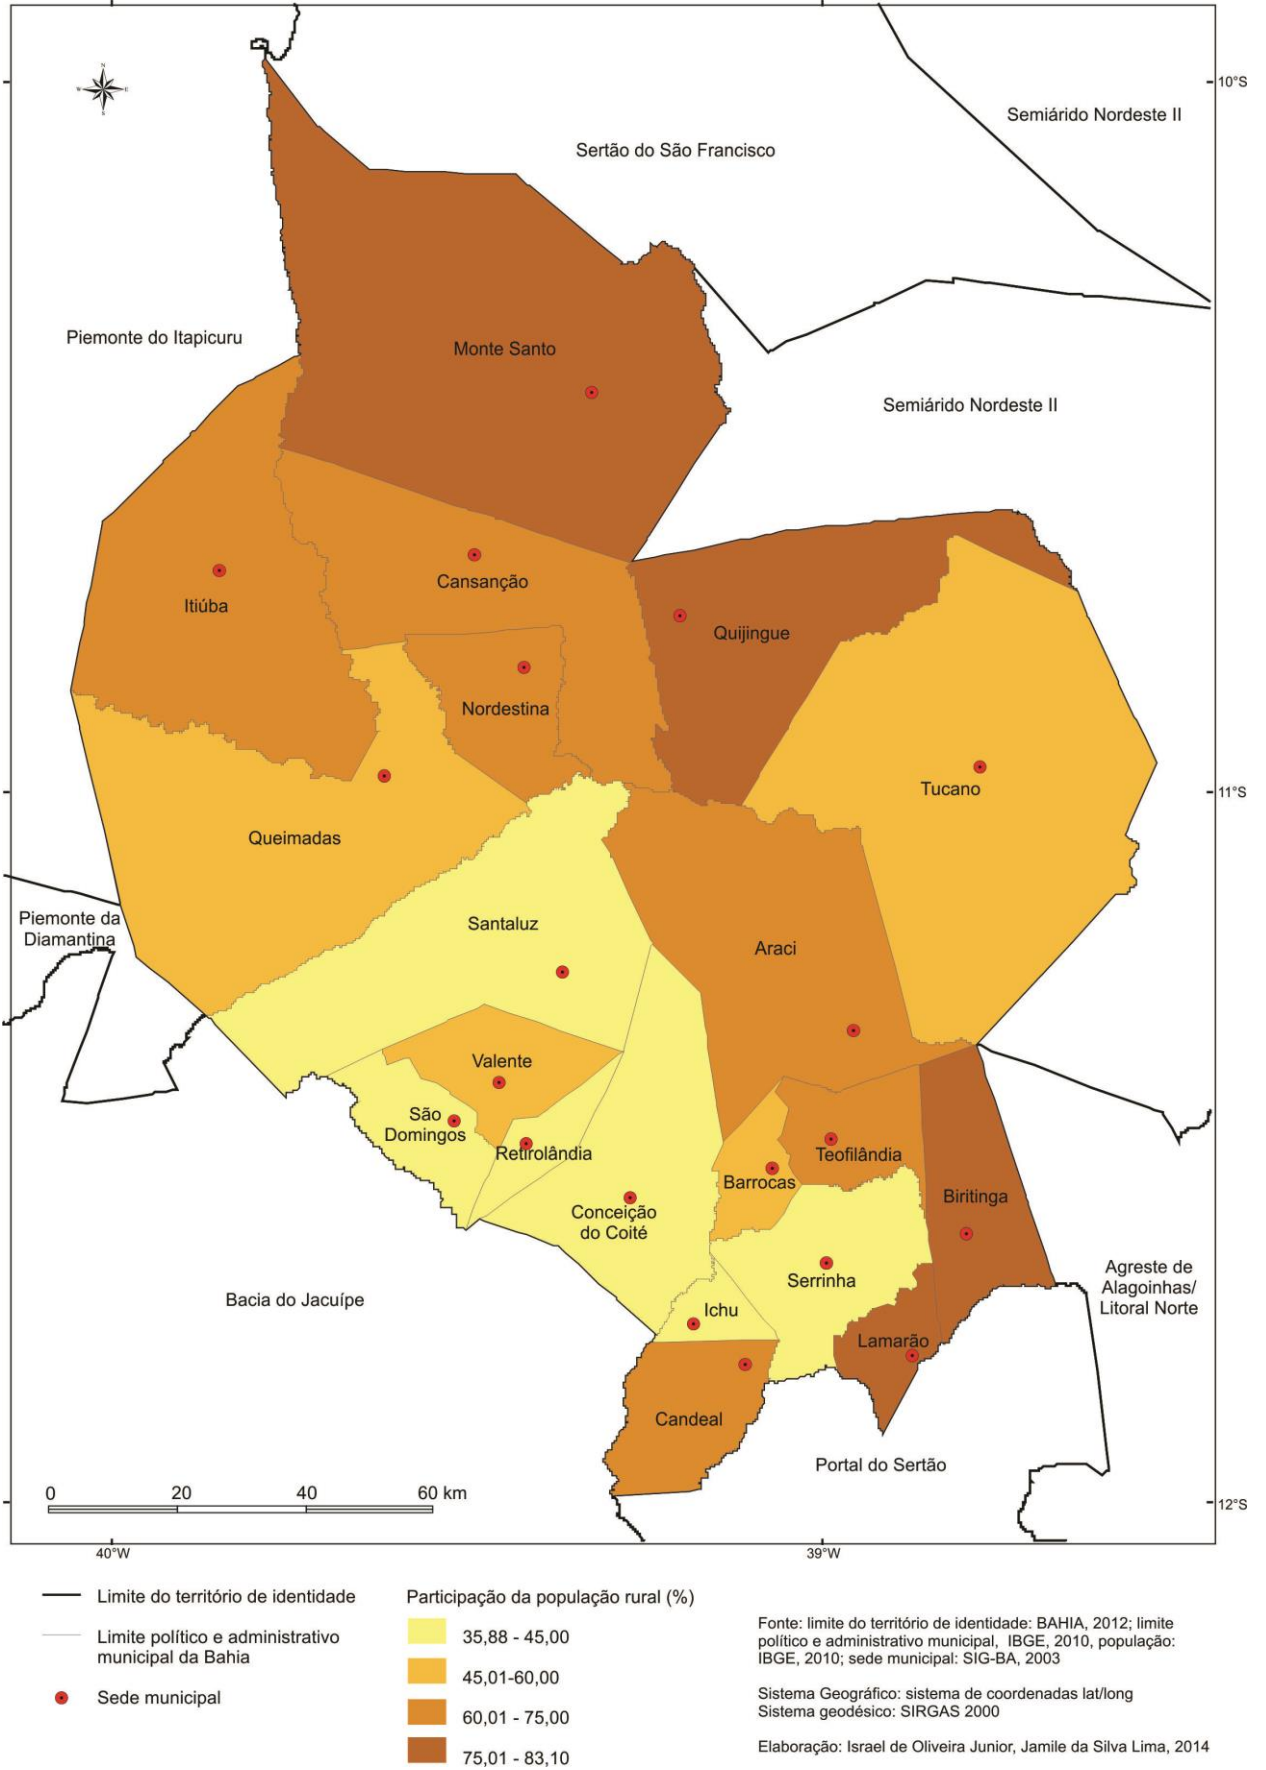 N
W
E
S
10°S
Semiárido Nordeste II
Sertão do São Francisco
Piemonte do Itapicuru
Monte Santo
Semiárido Nordeste II
Cansanção
Itiúba
Quijingue
Nordestina
Tucano
11°S
Queimadas
Piemonte da
Diamantina
Santaluz
Araci
Valente
São
Domingos
Retirolândia
Teofilândia
Barrocas
Biritinga
Conceição
do Coité
Serrinha
Agreste de
Alagoinhas/
Litoral Norte
Bacia do Jacuípe
Ichu
Lamarão
Candeal
Portal do Sertão
0 20 40 60 km
12°S
40°W 39°W
Limite do território de identidade
Limite político e administrativo
municipal da Bahia
Sede municipal
Participação da população rural (%)
35,88 - 45,00
45,01-60,00
60,01 - 75,00
75,01 - 83,10
Fonte: limite do território de identidade: BAHIA, 2012; limite
político e administrativo municipal, IBGE, 2010, população:
IBGE, 2010; sede municipal: SIG-BA, 2003
Sistema Geográfico: sistema de coordenadas lat/long
Sistema geodésico: SIRGAS 2000
Elaboração: Israel de Oliveira Junior, Jamile da Silva Lima, 2014